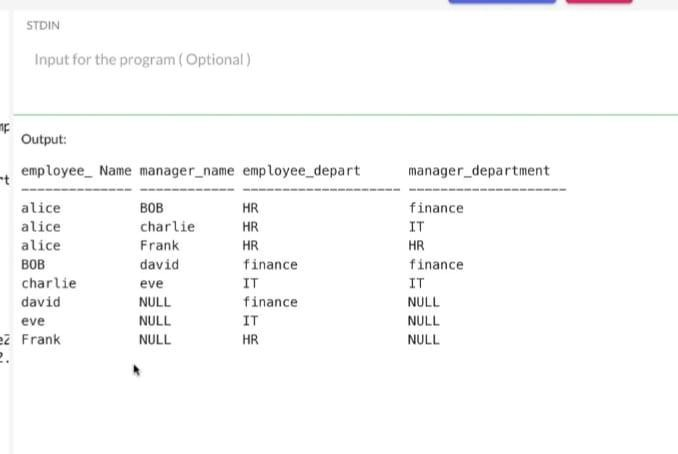 STDIN
Input for the program ( Optional )
Output:
employee_ Name manager_name employee_depart manager_department
-------------- ------------ -------------------- --------------------
alice BOB HR finance
alice charlie HR IT
alice Frank HR HR
BOB david finance finance
charlie eve IT IT
david NULL finance NULL
eve NULL IT NULL
Frank NULL HR NULL